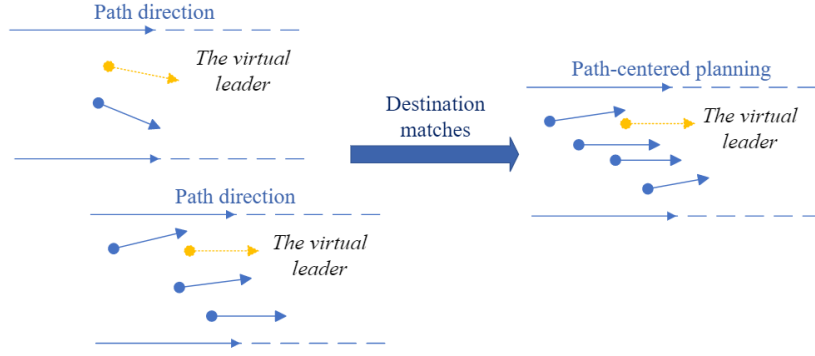 Path direction
The virtual
leader
Path direction
The virtual
leader
Destination
matches
Path-centered planning
The virtual
leader